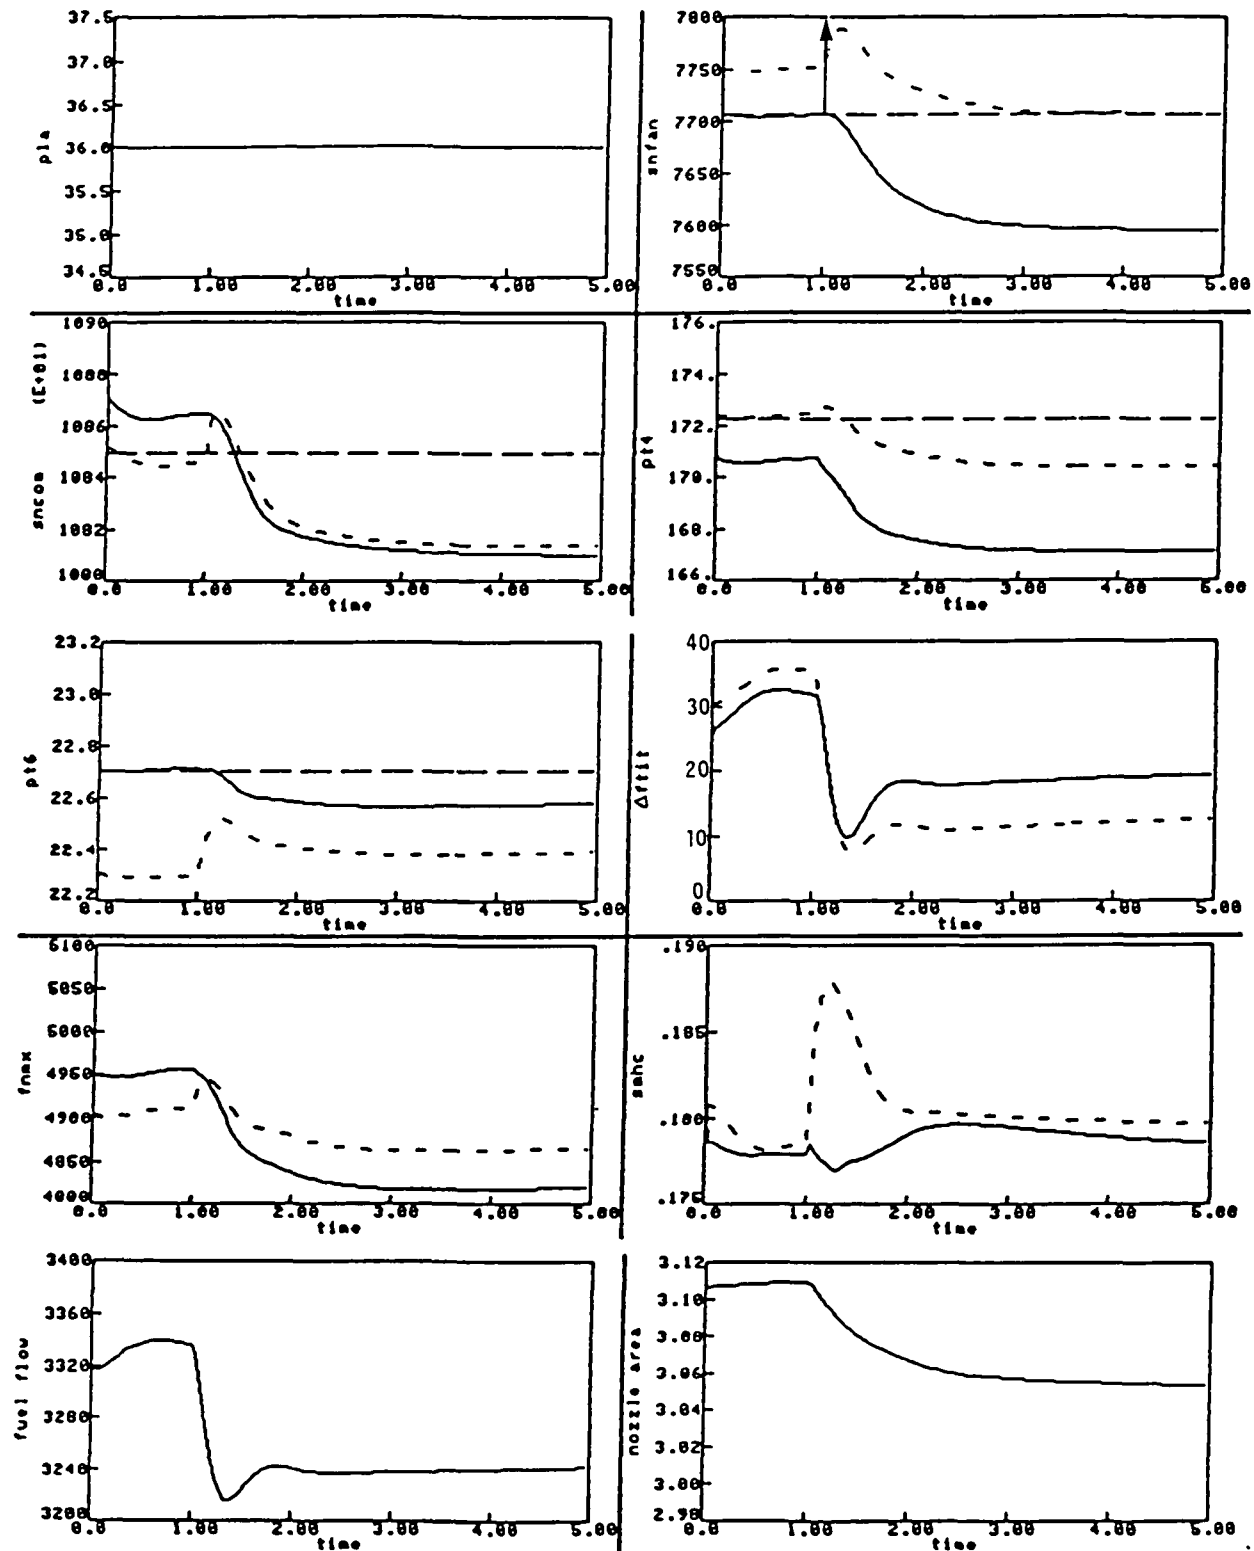 37.5
37.0
36.5
36.0
35.5
35.0
34.5
pla
0.0 1.00 2.00 3.00 4.00 5.00
time
7800
7750
7700
7650
7600
7550
snfan
0.0 1.00 2.00 3.00 4.00 5.00
time
1090
1088
1086
1084
1082
1080
sncom (E+01)
0.0 1.00 2.00 3.00 4.00 5.00
time
176.
174.
172.
170.
168.
166.
pt4
0.0 1.00 2.00 3.00 4.00 5.00
time
23.2
23.0
22.8
22.6
22.4
22.2
pt6
0.0 1.00 2.00 3.00 4.00 5.00
time
40
30
20
10
0
Δftit
0.0 1.00 2.00 3.00 4.00 5.00
time
5100
5050
5000
4950
4900
4850
4800
fnmx
0.0 1.00 2.00 3.00 4.00 5.00
time
.190
.185
.180
.175
smhc
0.0 1.00 2.00 3.00 4.00 5.00
time
3400
3360
3320
3280
3240
3200
fuel flow
0.0 1.00 2.00 3.00 4.00 5.00
time
3.12
3.10
3.08
3.06
3.04
3.02
3.00
2.98
nozzle area
0.0 1.00 2.00 3.00 4.00 5.00
time